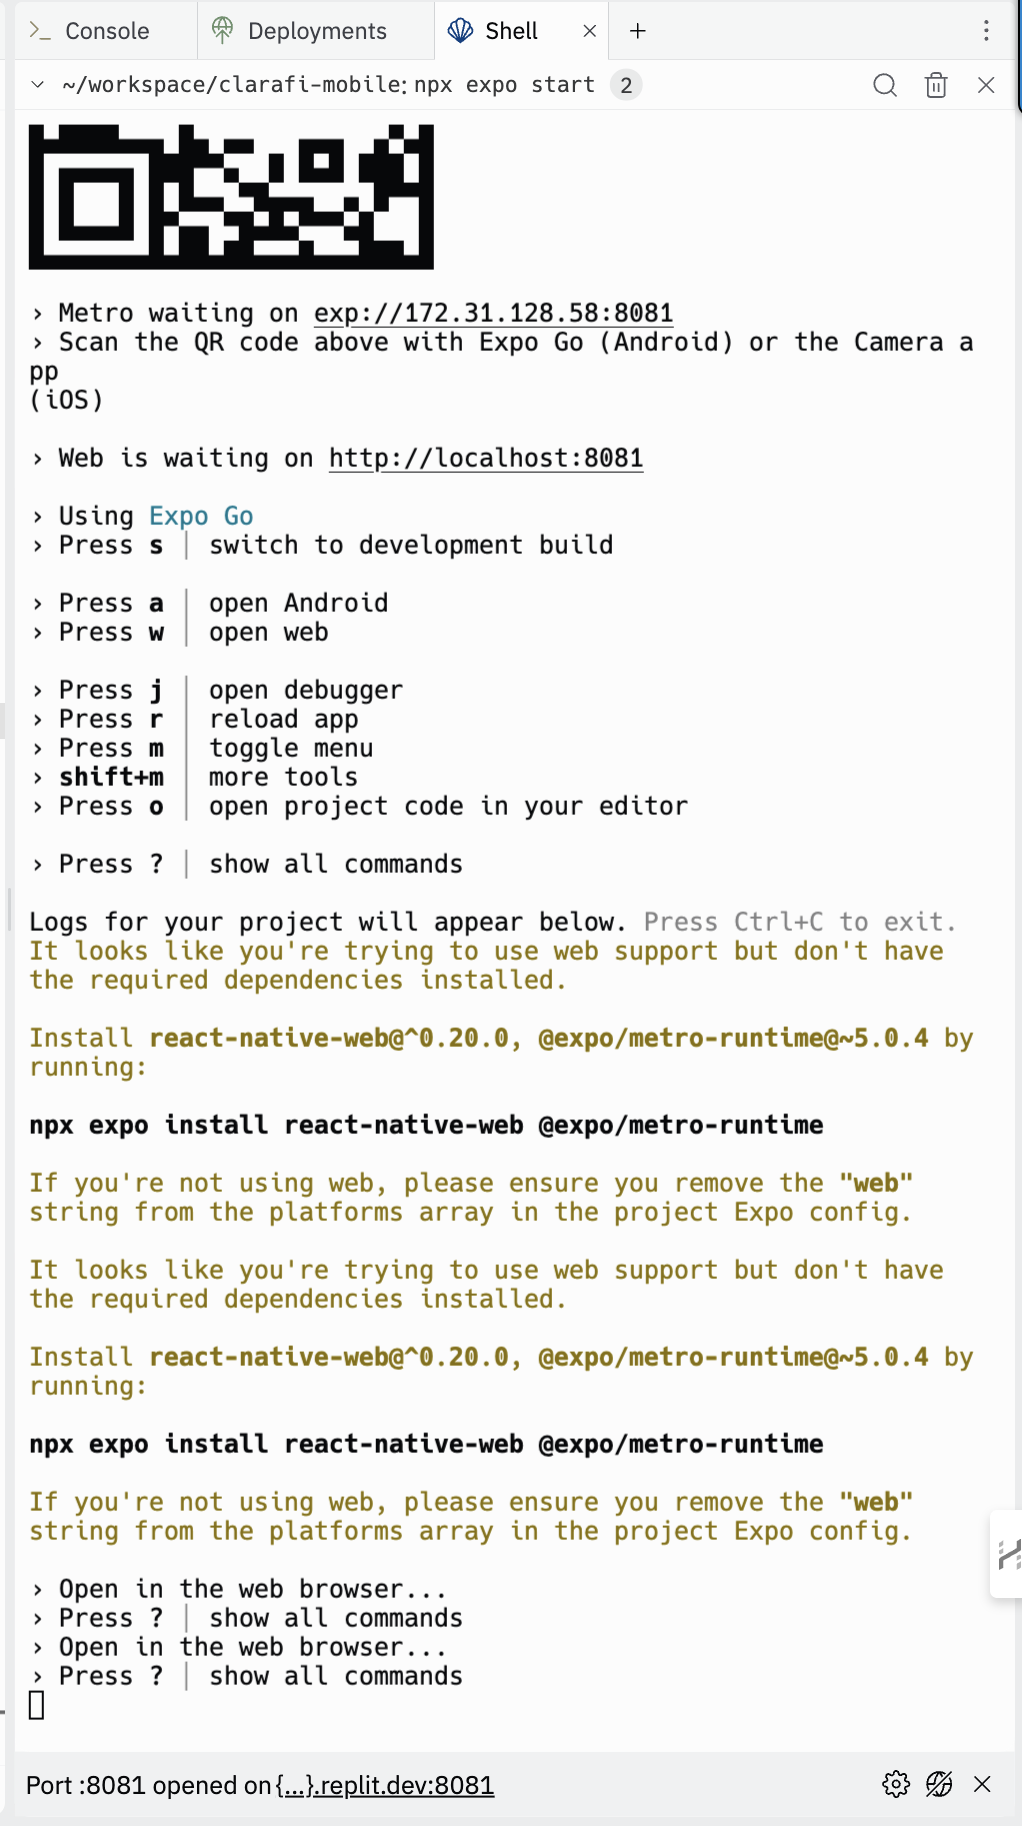 Console
Deployments
Shell
~/workspace/clarafi-mobile: npx expo start 2
› Metro waiting on exp://172.31.128.58:8081
› Scan the QR code above with Expo Go (Android) or the Camera a
pp
(iOS)
› Web is waiting on http://localhost:8081
› Using Expo Go
› Press s │ switch to development build
› Press a │ open Android
› Press w │ open web
› Press j │ open debugger
› Press r │ reload app
› Press m │ toggle menu
› shift+m │ more tools
› Press o │ open project code in your editor
› Press ? │ show all commands
Logs for your project will appear below. Press Ctrl+C to exit.
It looks like you're trying to use web support but don't have
the required dependencies installed.
Install react-native-web@^0.20.0, @expo/metro-runtime@~5.0.4 by
running:
npx expo install react-native-web @expo/metro-runtime
If you're not using web, please ensure you remove the "web"
string from the platforms array in the project Expo config.
It looks like you're trying to use web support but don't have
the required dependencies installed.
Install react-native-web@^0.20.0, @expo/metro-runtime@~5.0.4 by
running:
npx expo install react-native-web @expo/metro-runtime
If you're not using web, please ensure you remove the "web"
string from the platforms array in the project Expo config.
› Open in the web browser...
› Press ? │ show all commands
› Open in the web browser...
› Press ? │ show all commands
Port :8081 opened on {...}.replit.dev:8081